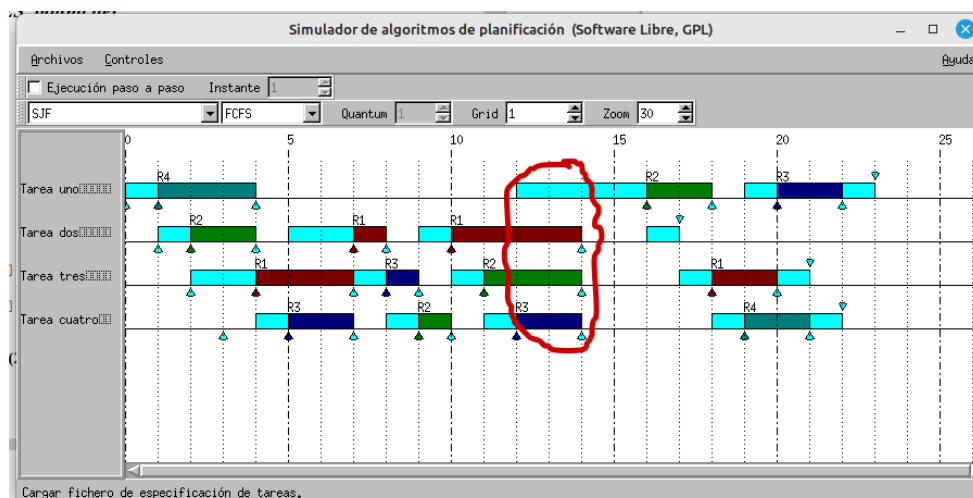 Simulador de algoritmos de planificación (Software Libre, GPL)
Archivos Controles Ayuda
Ejecución paso a paso Instante 1
SJF FCFS Quantum 1 Grid 1 Zoom 30
0 5 10 15 20 25
R4 R2 R3
Tarea uno
R2 R1 R1
Tarea dos
R1 R3 R2 R1
Tarea tres
R3 R2 R3 R4
Tarea cuatro
Cargar fichero de especificación de tareas.